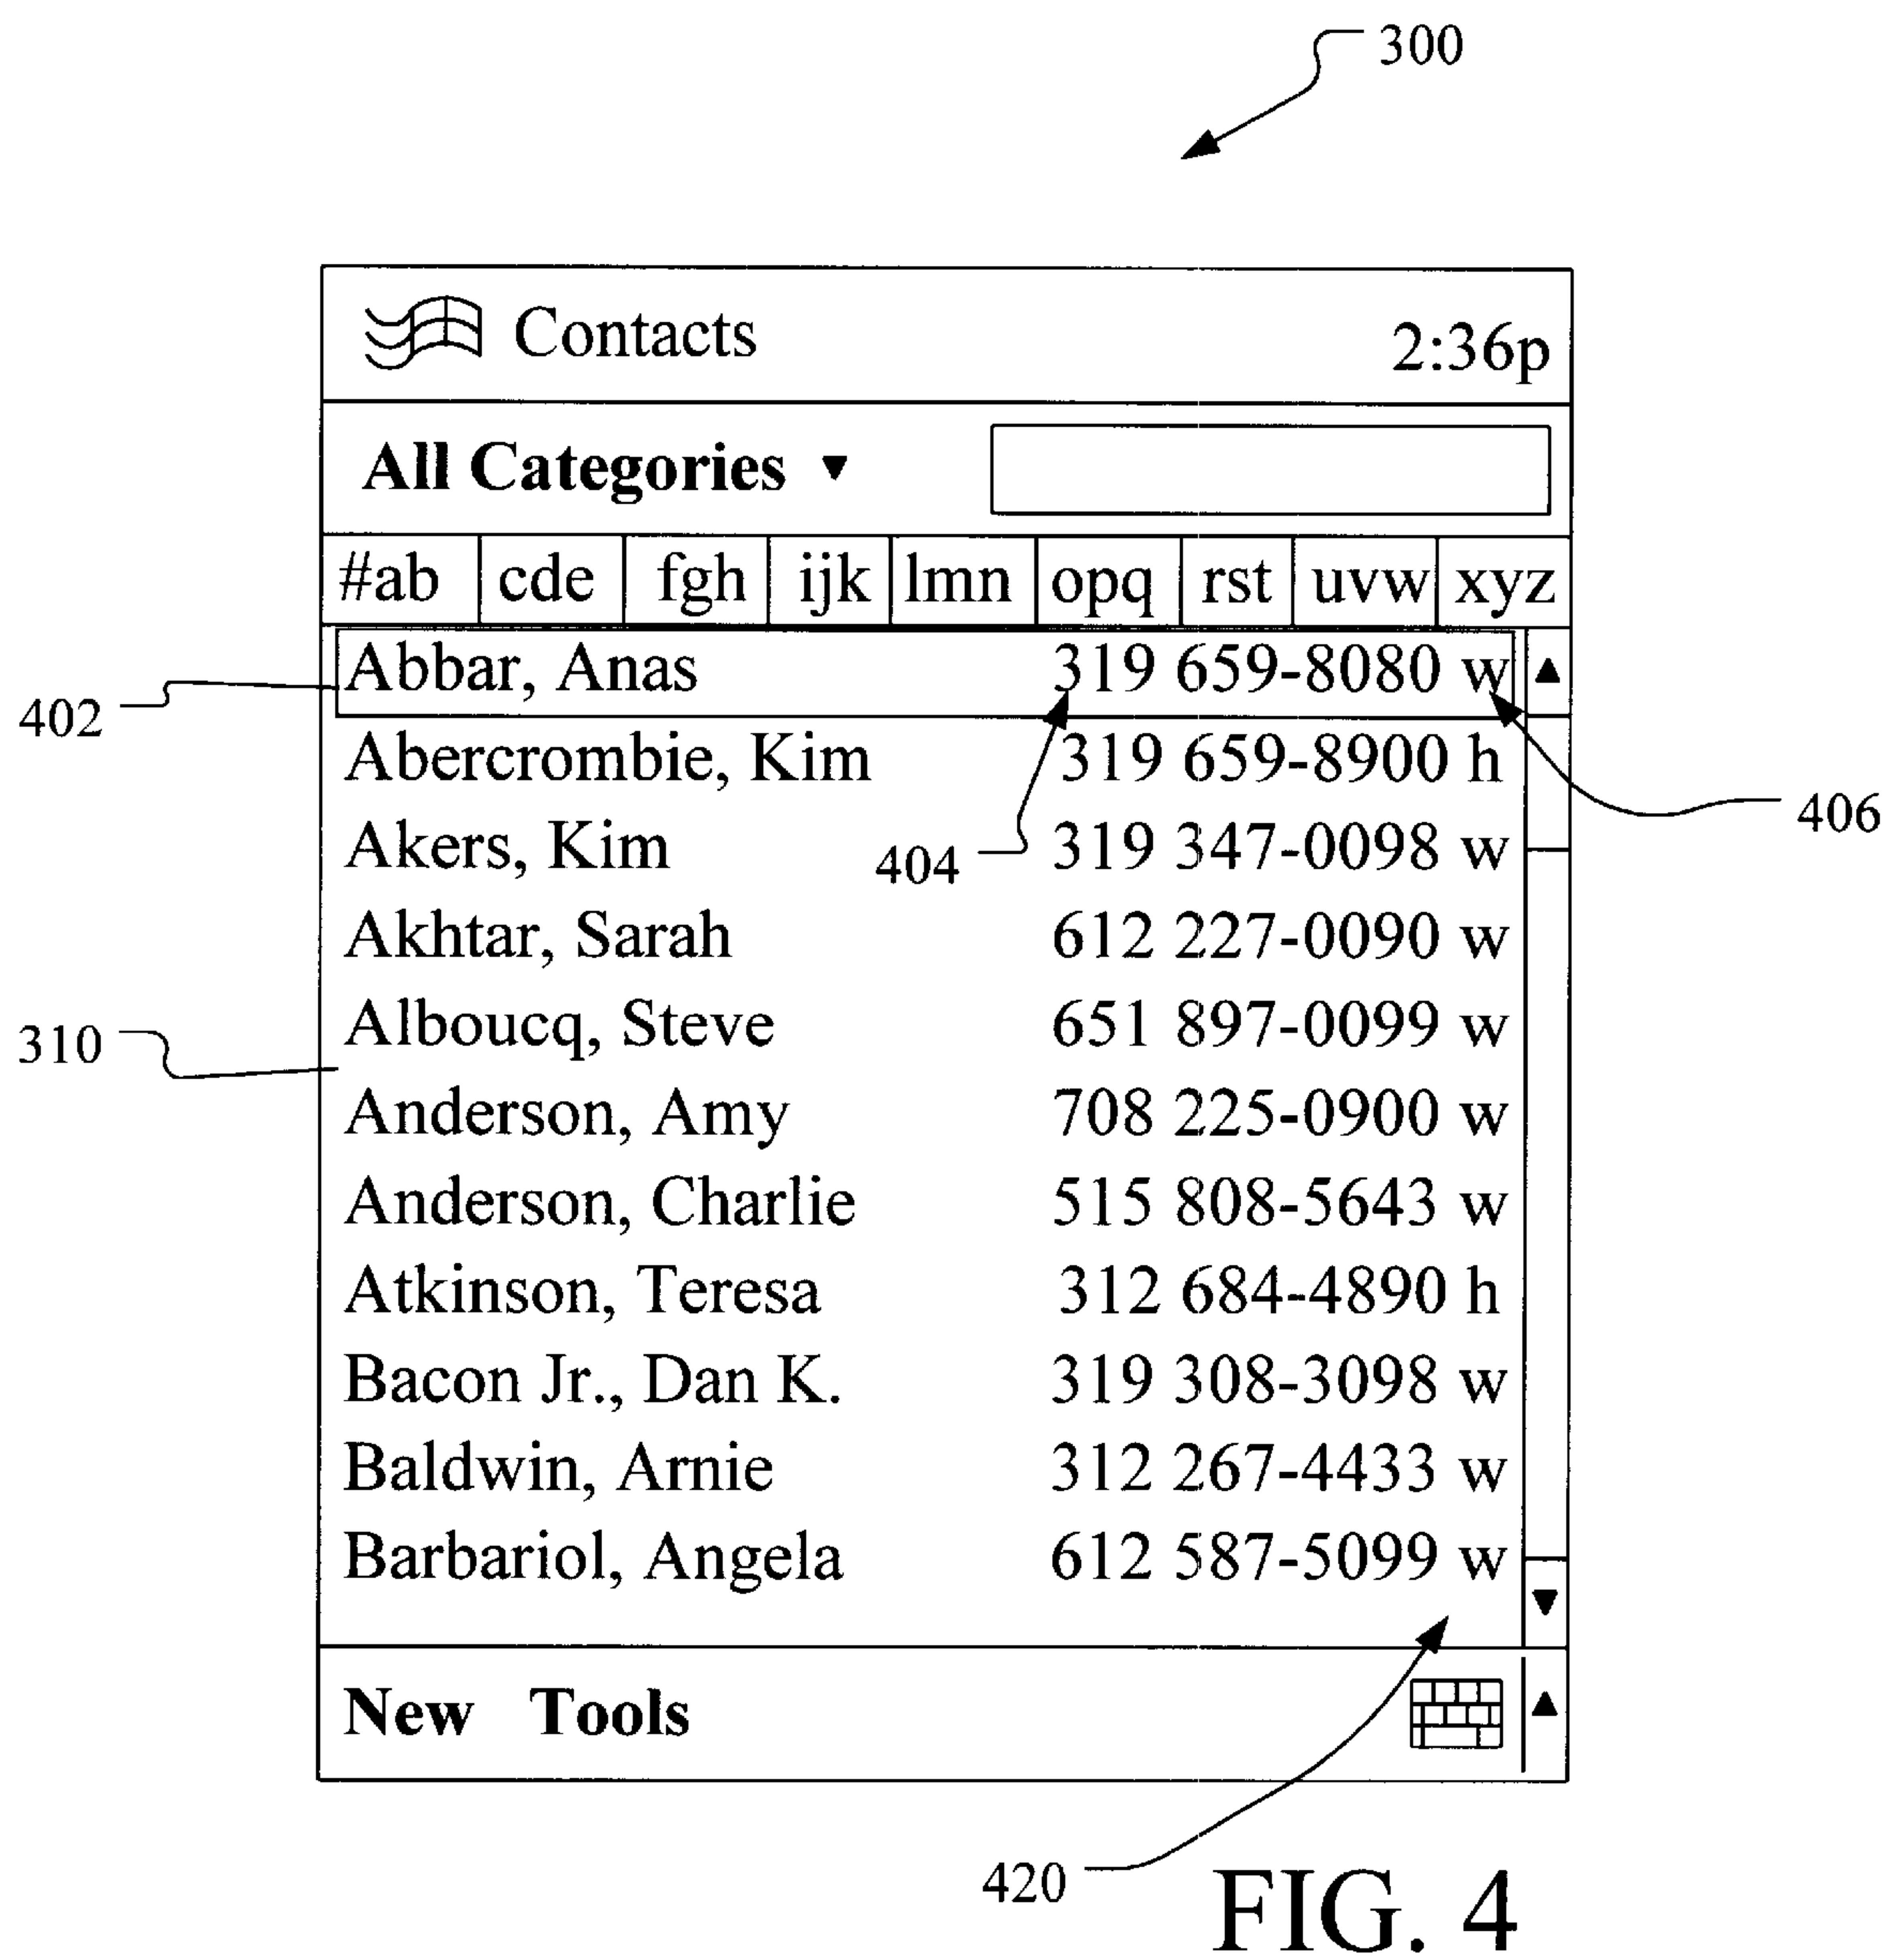 300
Contacts 2:36p
All Categories ▼
#ab cde fgh ijk lmn opq rst uvw xyz
Abbar, Anas 319 659-8080 w
402
Abercrombie, Kim 319 659-8900 h
406
Akers, Kim 319 347-0098 w
404
Akhtar, Sarah 612 227-0090 w
Alboucq, Steve 651 897-0099 w
310
Anderson, Amy 708 225-0900 w
Anderson, Charlie 515 808-5643 w
Atkinson, Teresa 312 684-4890 h
Bacon Jr., Dan K. 319 308-3098 w
Baldwin, Arnie 312 267-4433 w
Barbariol, Angela 612 587-5099 w
New Tools
420
FIG. 4